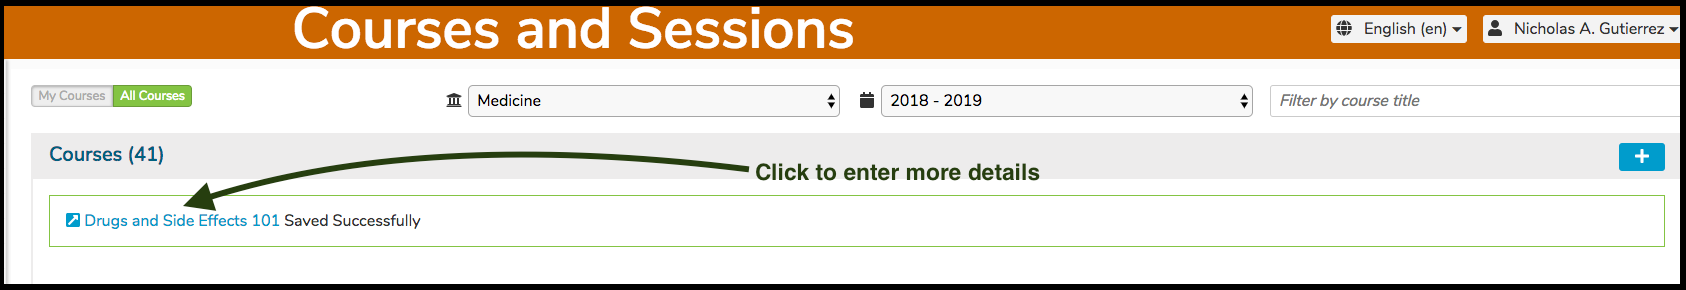 Courses and Sessions
English (en)
Nicholas A. Gutierrez
My Courses
All Courses
Medicine
2018 - 2019
Filter by course title
Courses (41)
Click to enter more details
Drugs and Side Effects 101 Saved Successfully